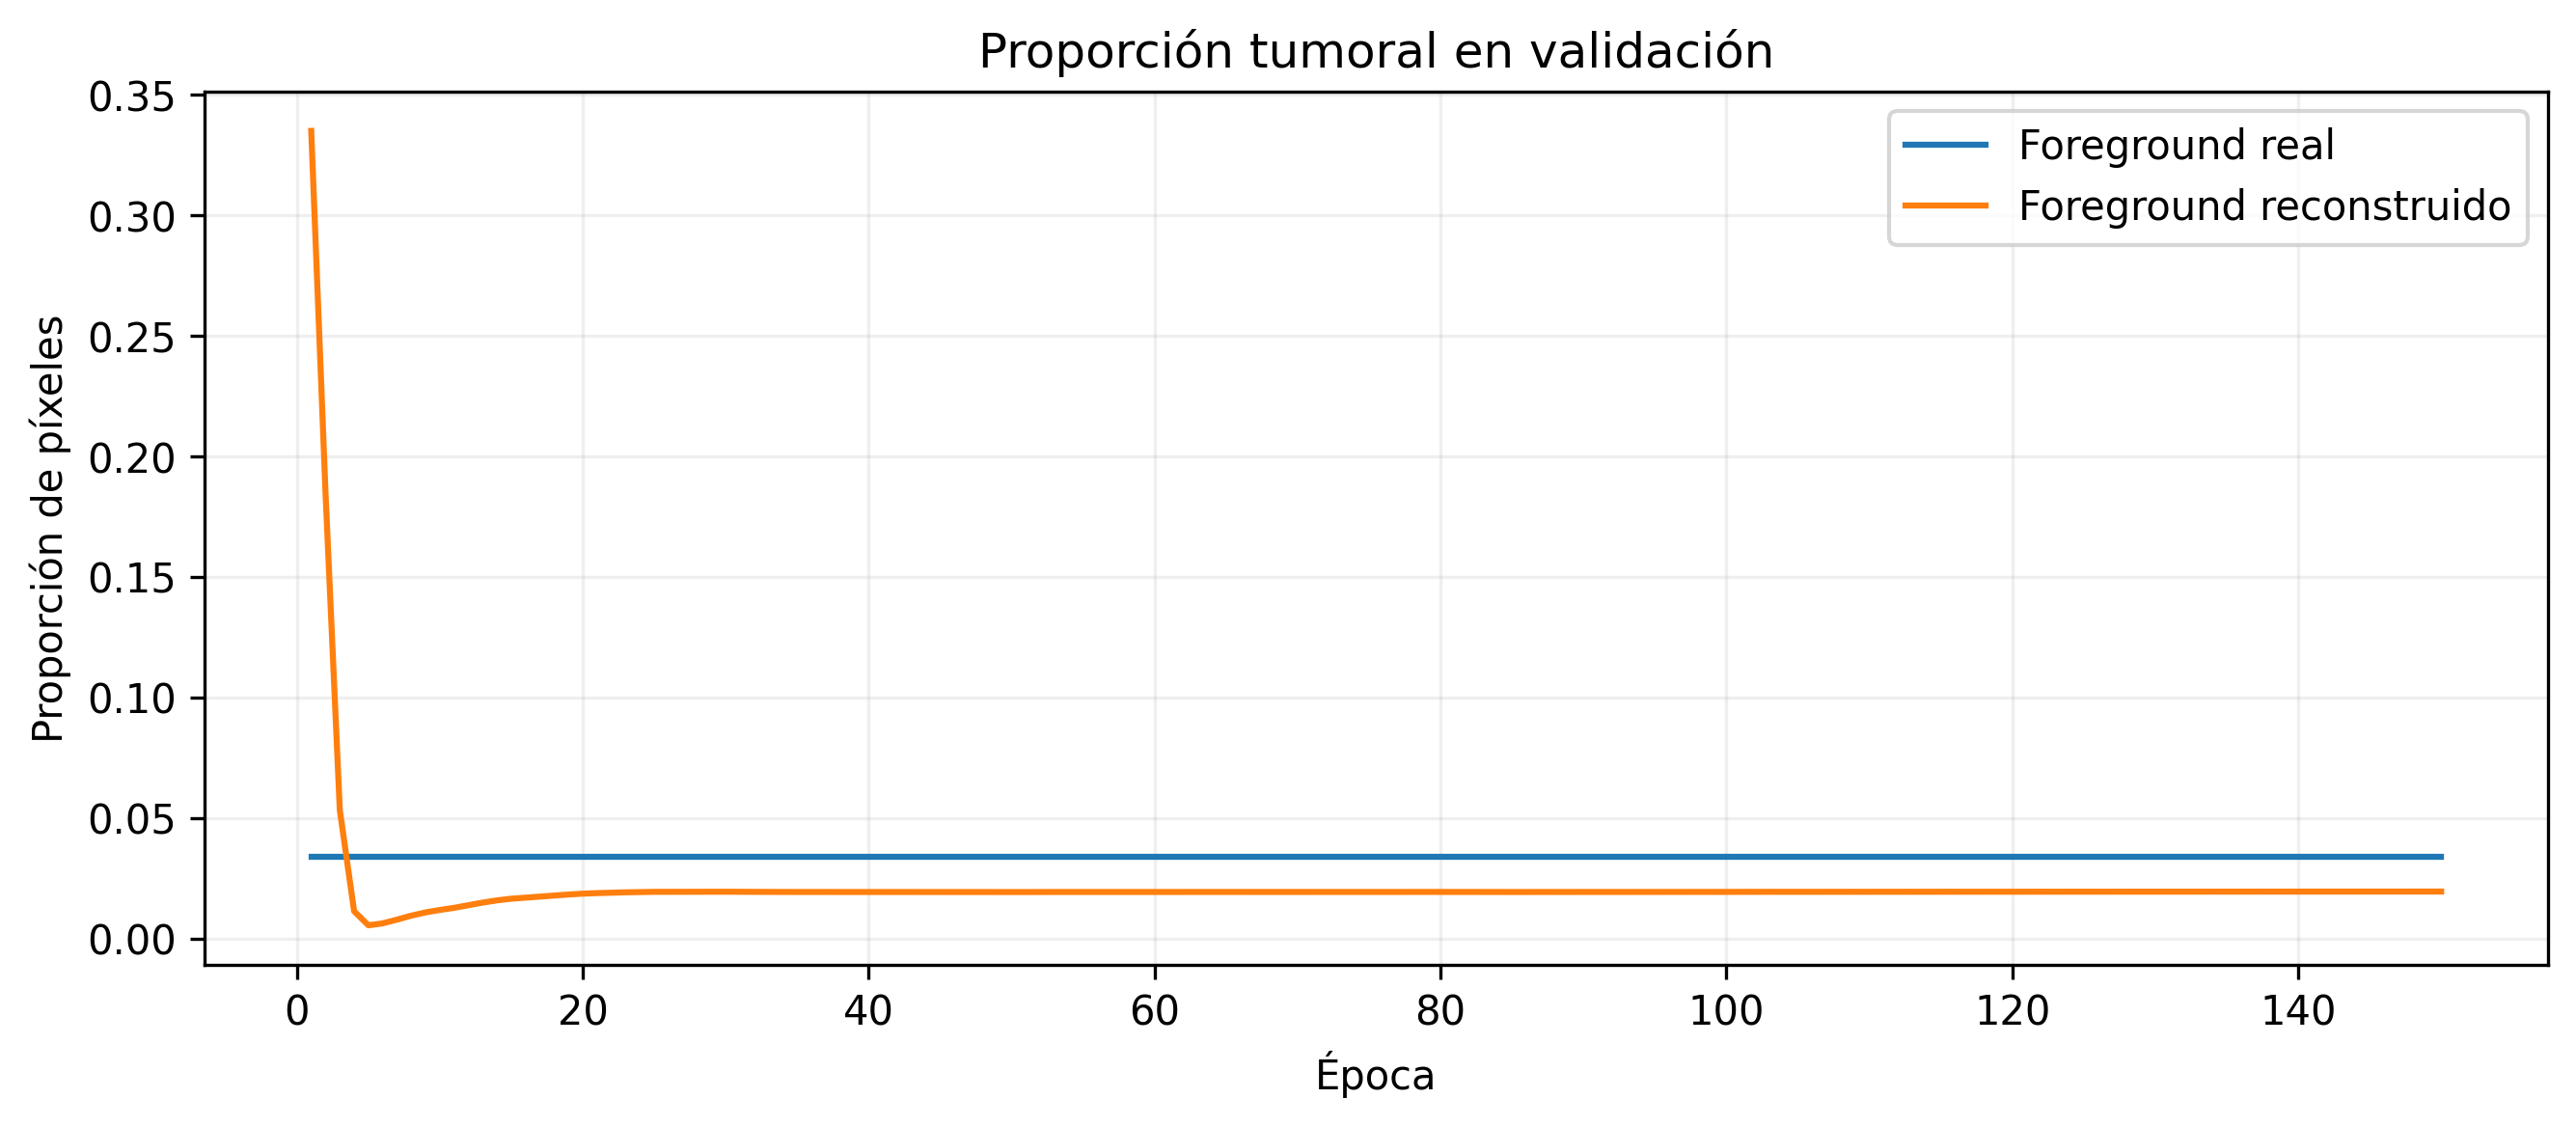 Proporción tumoral en validación
0.35
0.30
0.25
0.20
0.15
0.10
0.05
0.00
Proporción de píxeles
Foreground real
Foreground reconstruido
0 20 40 60 80 100 120 140
Época